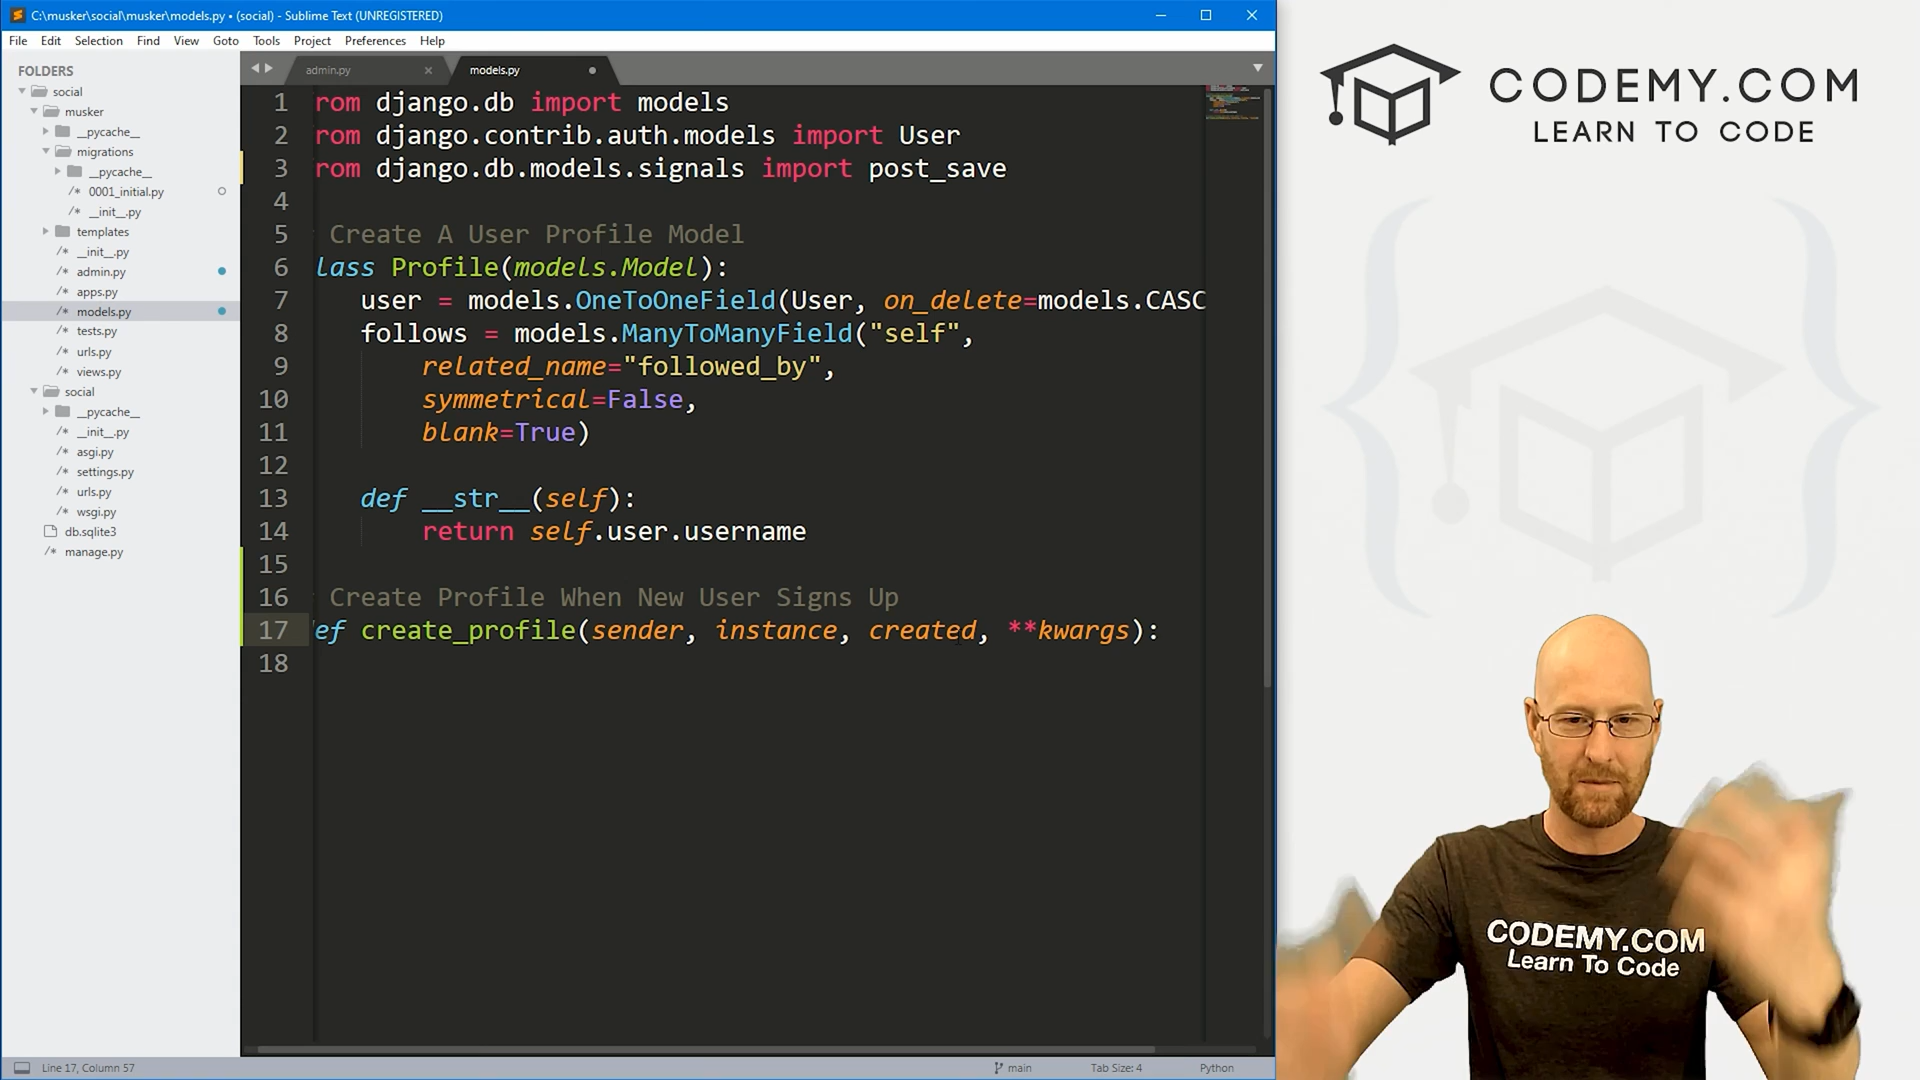 C:\musker\social\musker\models.py • (social) - Sublime Text (UNREGISTERED)
File Edit Selection Find View Goto Tools Project Preferences Help
FOLDERS
social
musker
__pycache__
migrations
__pycache__
/* 0001_initial.py
/* __init__.py
templates
/* __init__.py
/* admin.py
/* apps.py
/* models.py
/* tests.py
/* urls.py
/* views.py
social
__pycache__
/* __init__.py
/* asgi.py
/* settings.py
/* urls.py
/* wsgi.py
db.sqlite3
/* manage.py
admin.py
models.py
1 rom django.db import models
2 rom django.contrib.auth.models import User
3 rom django.db.models.signals import post_save
4
5 Create A User Profile Model
6 lass Profile(models.Model):
7 user = models.OneToOneField(User, on_delete=models.CASC
8 follows = models.ManyToManyField("self",
9 related_name="followed_by",
10 symmetrical=False,
11 blank=True)
12
13 def __str__(self):
14 return self.user.username
15
16 Create Profile When New User Signs Up
17 ef create_profile(sender, instance, created, **kwargs):
18
Line 17, Column 57
main
Tab Size: 4
Python
CODEMY.COM
LEARN TO CODE
CODEMY.COM
Learn To Code